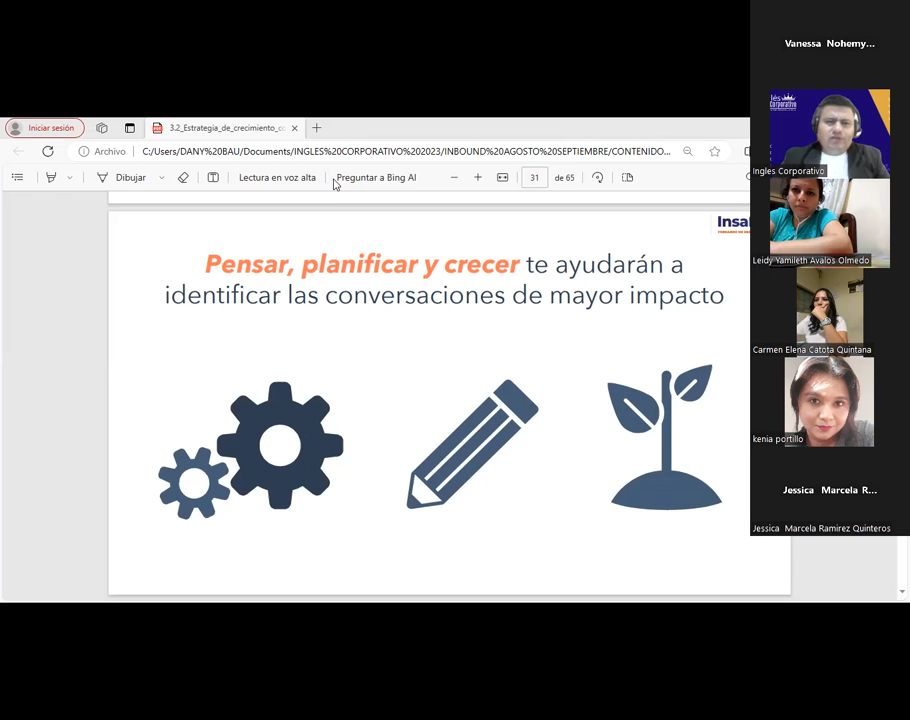 Vanessa Nohemy...
Iniciar sesión
3.2_Estrategia_de_crecimiento_c
Archivo
C:/Users/DANY%20BAU/Documents/INGLES%20CORPORATIVO%202023/INBOUND%20AGOSTO%20SEPTIEMBRE/CONTENIDO...
Dibujar
Lectura en voz alta
Preguntar a Bing AI
31
de 65
Ingles Corporativo
Leidy Yamileth Avalos Olmedo
Carmen Elena Catota Quintana
kenia portillo
Jessica Marcela R...
Jessica Marcela Ramirez Quinteros
Pensar, planificar y crecer te ayudarán a
identificar las conversaciones de mayor impacto